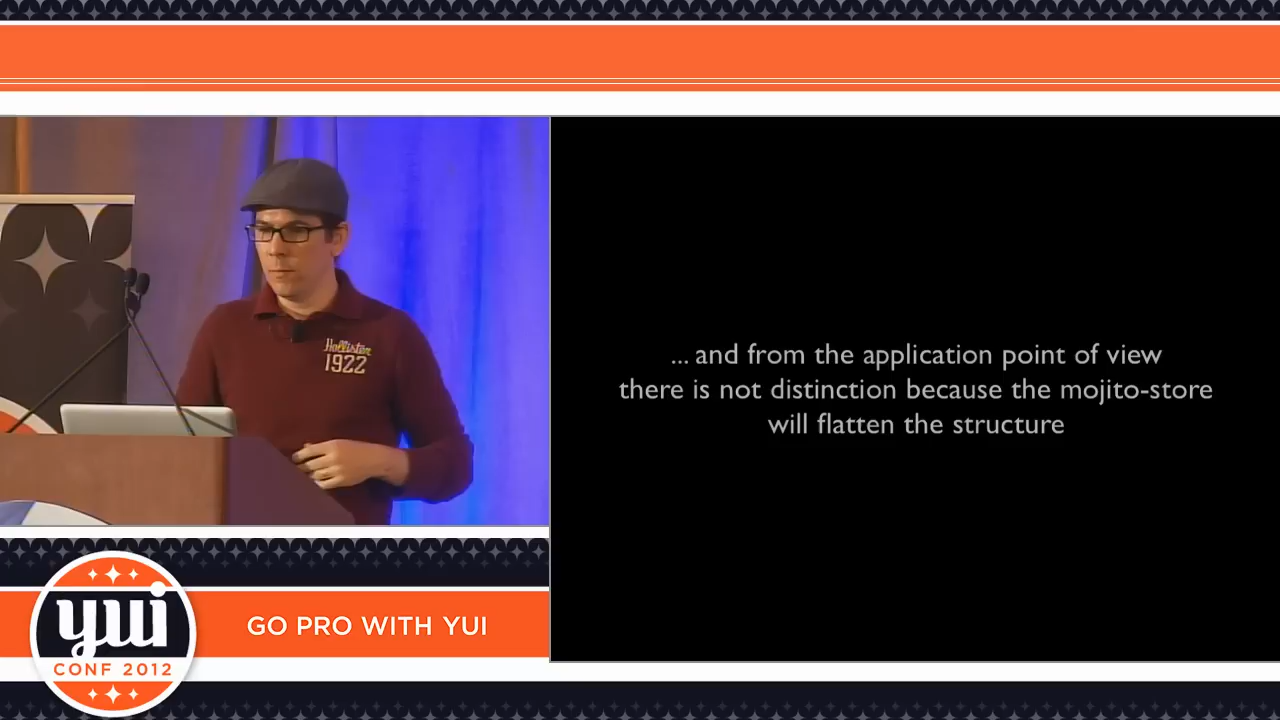 Hollister
1922
... and from the application point of view
there is not distinction because the mojito-store
will flatten the structure
yui
CONF 2012
GO PRO WITH YUI